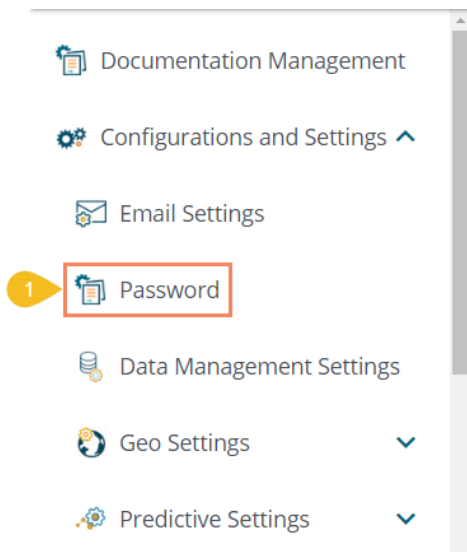 Documentation Management
Configurations and Settings
Email Settings
1
Password
Data Management Settings
Geo Settings
Predictive Settings